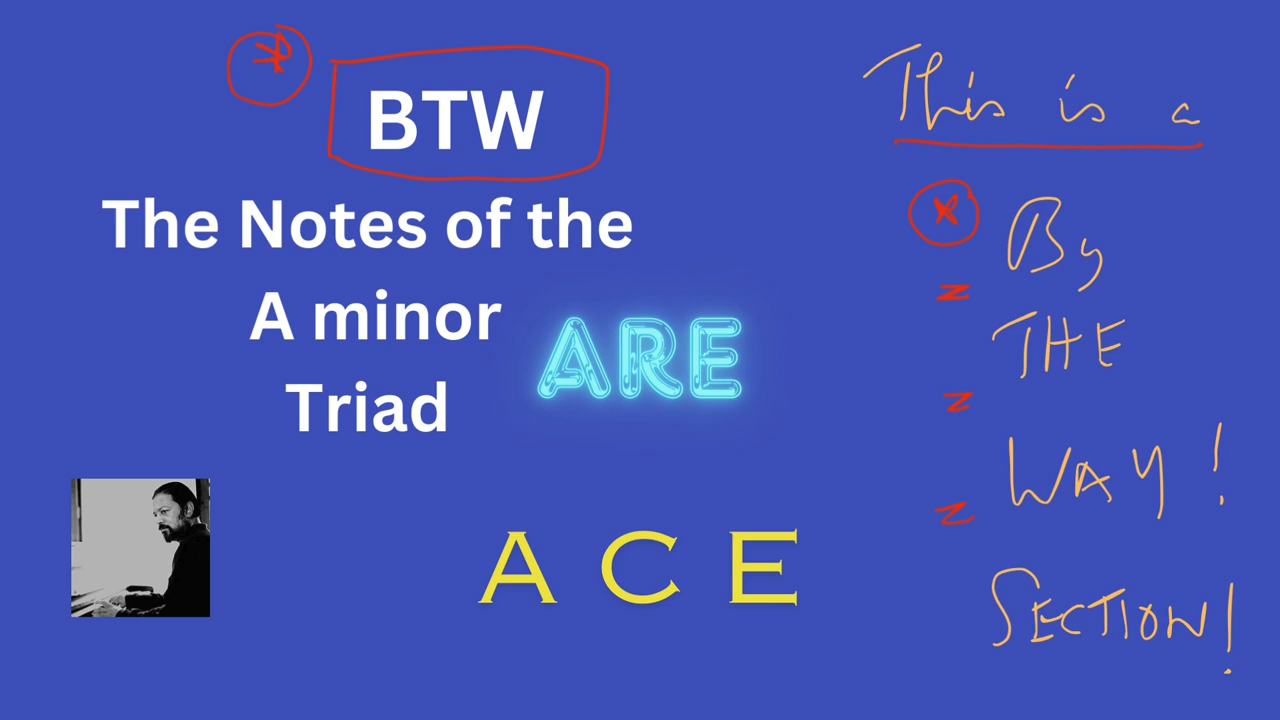 BTW
The Notes of the
A minor
Triad
ARE
A C E
This is a
By
THE
WAY!
SECTION!